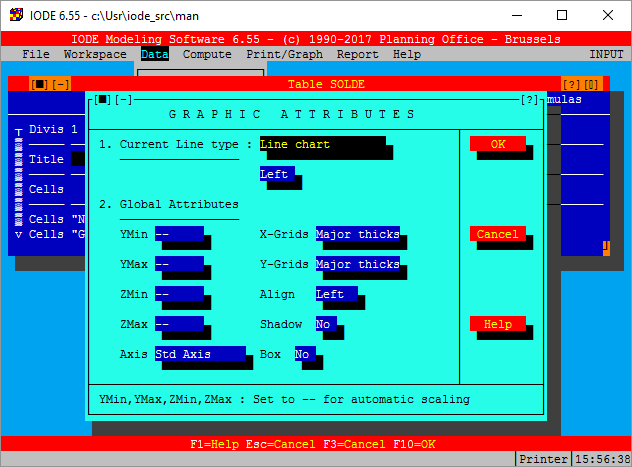 IODE 6.55 - c:\Usr\iode_src\man
IODE Modeling Software 6.55 - (c) 1990-2017 Planning Office - Brussels
File Workspace Data Compute Print/Graph Report Help INPUT
Table SOLDE
[■][—] [?]
mulas
GRAPHIC ATTRIBUTES
Divis 1
1. Current Line type : Line chart OK
Title
Left
Cells
2. Global Attributes
Cells "N
YMin -- X-Grids Major thicks Cancel
Cells "G
YMax -- Y-Grids Major thicks
ZMin -- Align Left
ZMax -- Shadow No Help
Axis Std Axis Box No
YMin,YMax,ZMin,ZMax : Set to -- for automatic scaling
F1=Help Esc=Cancel F3=Cancel F10=OK
Printer 15:56:38